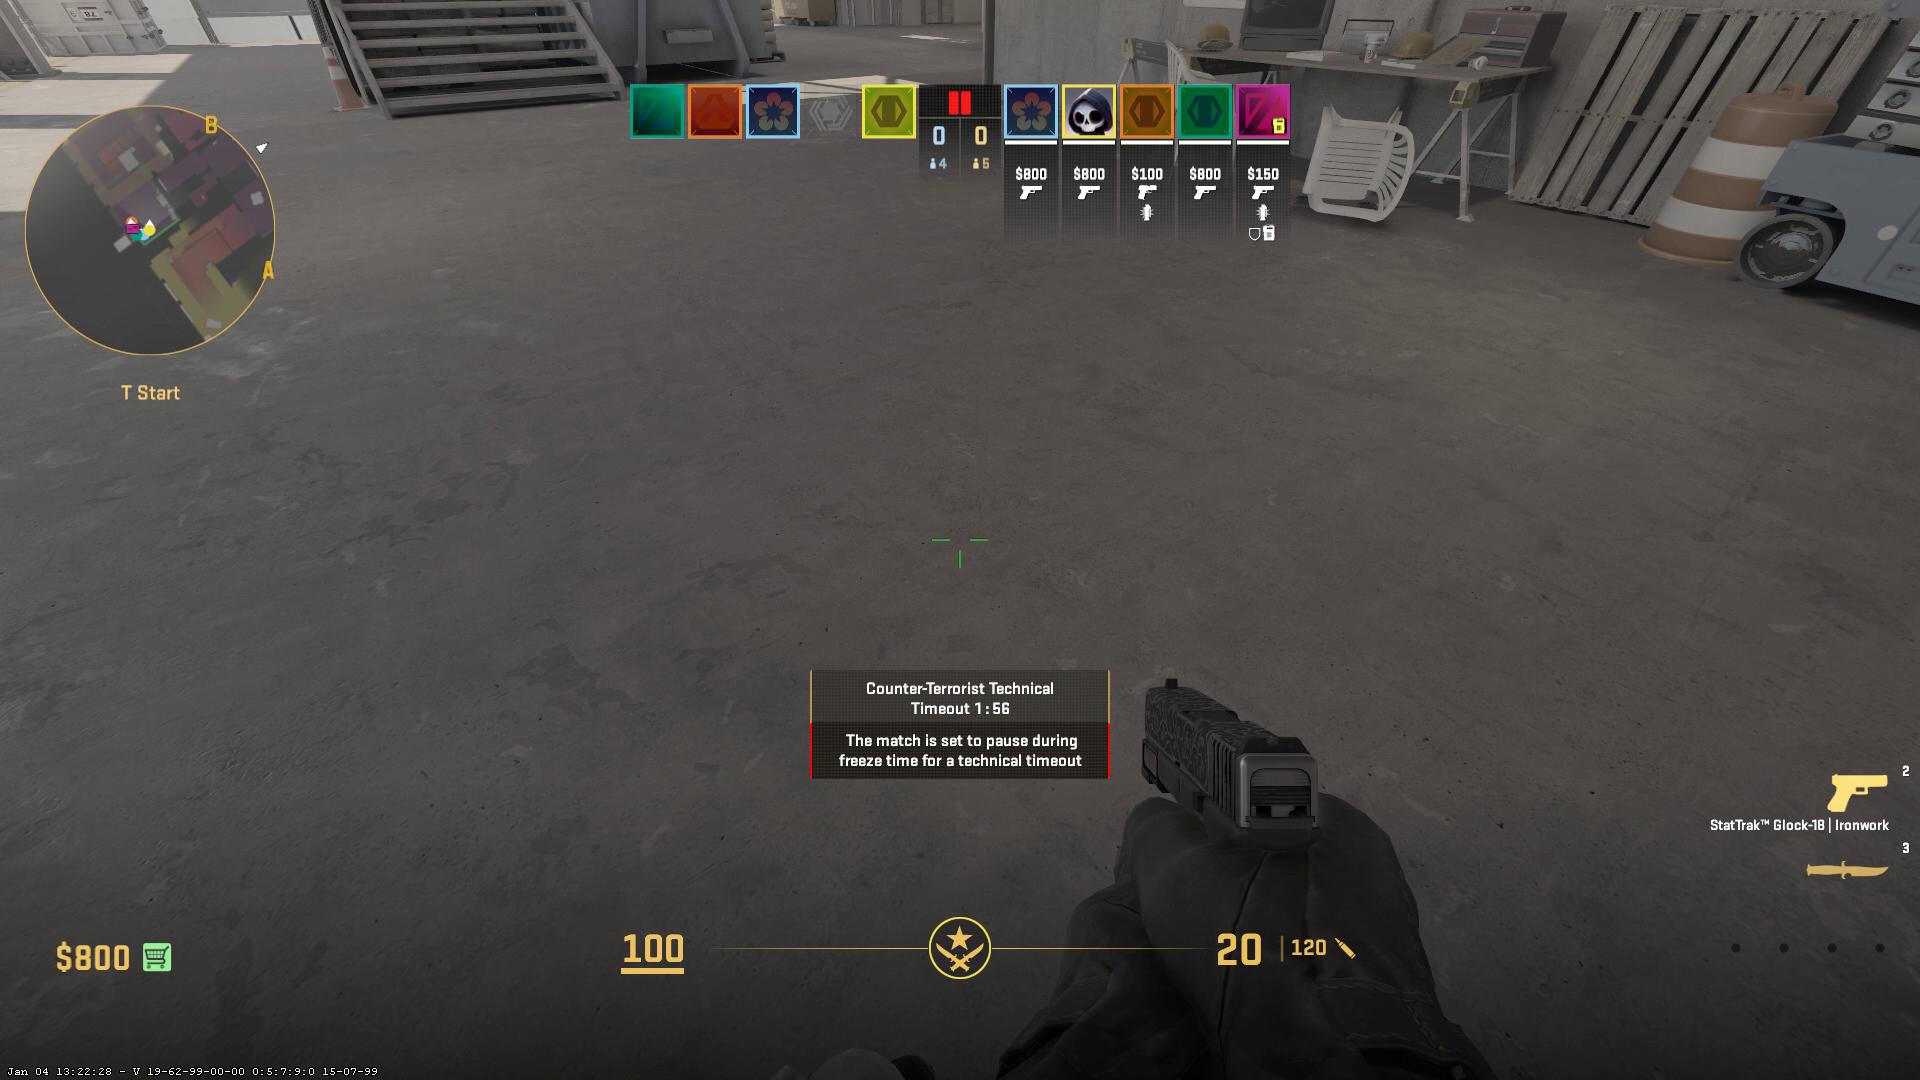 B
0
0
4
5
$800
$800
$100
$800
$150
A
T Start
Counter-Terrorist Technical
Timeout 1:56
The match is set to pause during
freeze time for a technical timeout
2
StatTrak™ Glock-18 | Ironwork
3
$800
100
20
| 120
Jan 04 13:22:28 - V 19-62-99-00-00 0:5:7:9:0 15-07-99